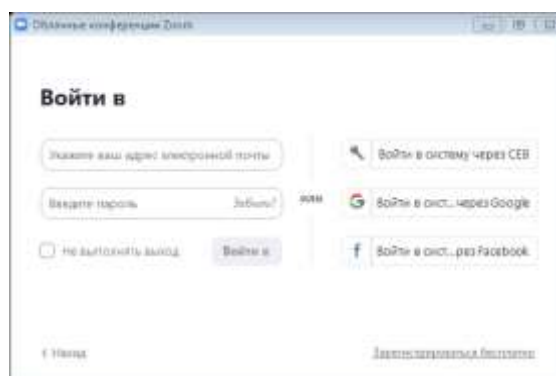 Облачные конференции Zoom
Войти в
Укажите ваш адрес электронной почты
Введите пароль
Забыли?
Не выполнять выход
Войти в
или
Войти в систему через СЕВ
Войти в сист...через Google
Войти в сист...рез Facebook
< Назад
Зарегистрироваться бесплатно